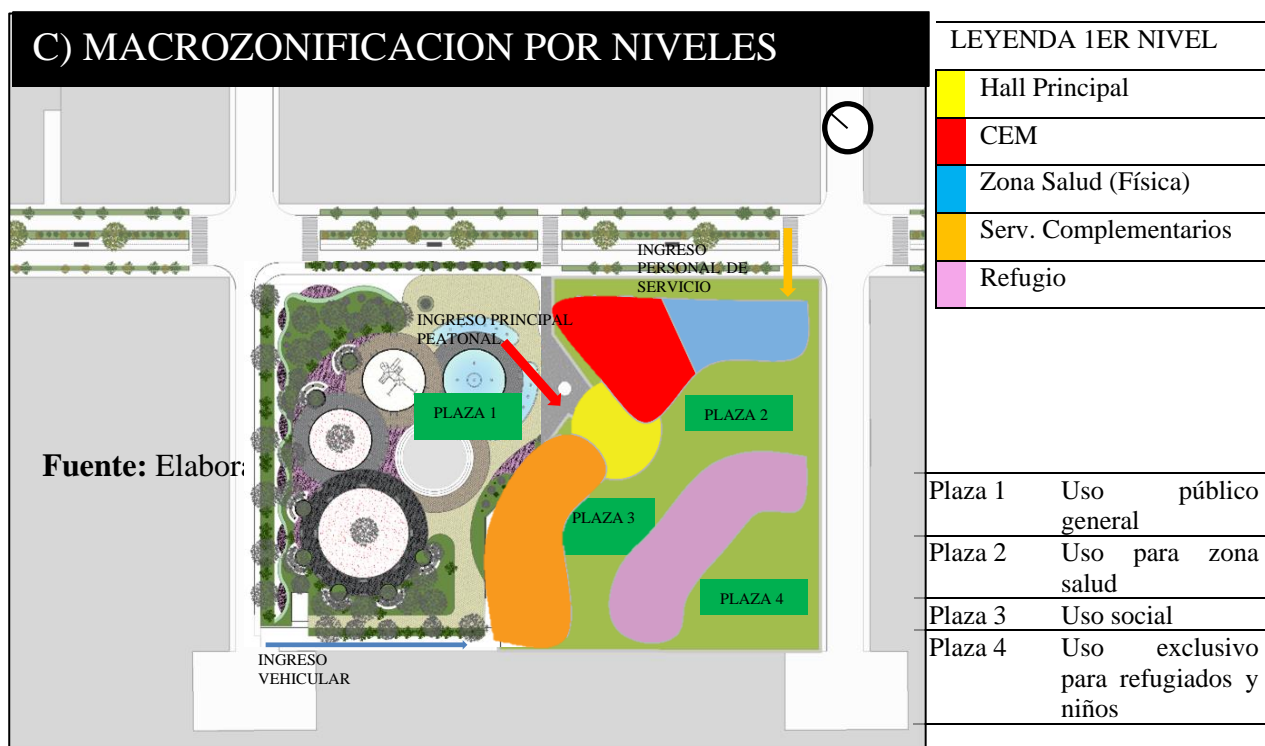 C) MACROZONIFICACION POR NIVELES
LEYENDA 1ER NIVEL
Hall Principal
CEM
Zona Salud (Física)
Serv. Complementarios
Refugio
INGRESO
PERSONAL DE
SERVICIO
INGRESO PRINCIPAL
PEATONAL
PLAZA 1
PLAZA 2
Fuente:
PLAZA 3
PLAZA 4
INGRESO
VEHICULAR
Plaza 1 Uso público
general
Plaza 2 Uso para zona
salud
Plaza 3 Uso social
Plaza 4 Uso exclusivo
para refugiados y
niños